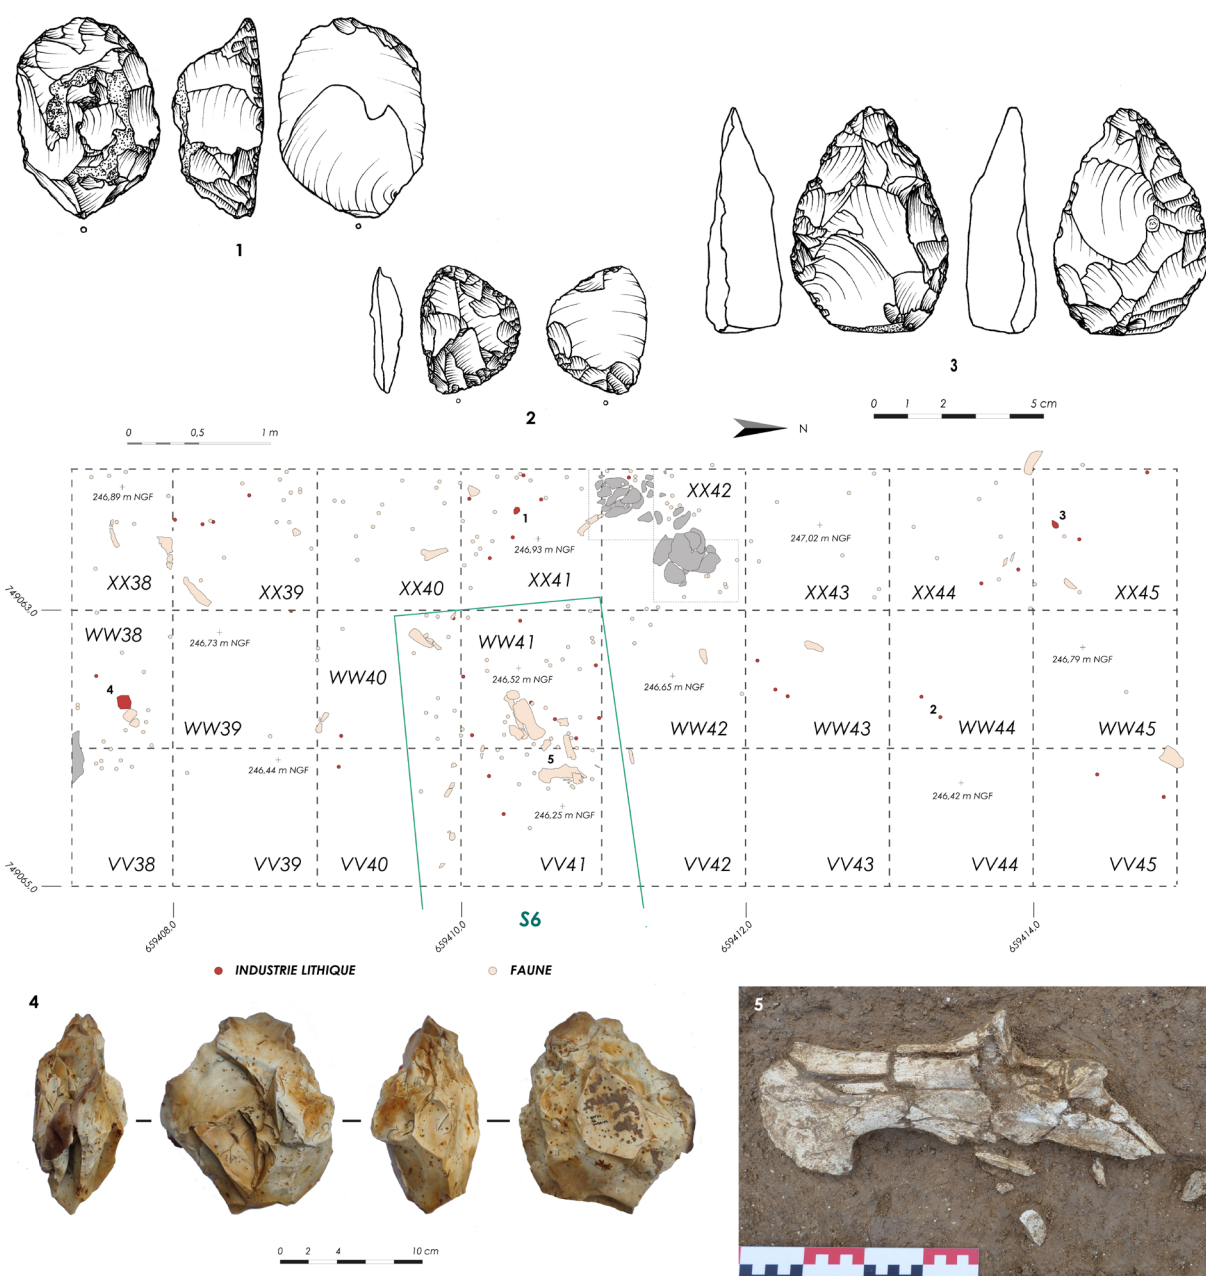 1
2
3
0 1 2 5 cm
0 0,5 1 m
N
246,89 m NGF
XX42
1
3
246,93 m NGF
247,02 m NGF
XX38
XX39
XX40
XX41
XX43
XX44
XX45
749063.0
WW38
246,73 m NGF
WW41
246,79 m NGF
246,52 m NGF
246,65 m NGF
WW40
4
2
WW39
WW42
WW43
WW44
WW45
5
246,44 m NGF
246,42 m NGF
246,25 m NGF
VV38
VV39
VV40
VV41
VV42
VV43
VV44
VV45
749065.0
S6
659408.0
659410.0
659412.0
659414.0
INDUSTRIE LITHIQUE
FAUNE
4
5
0 2 4 10 cm